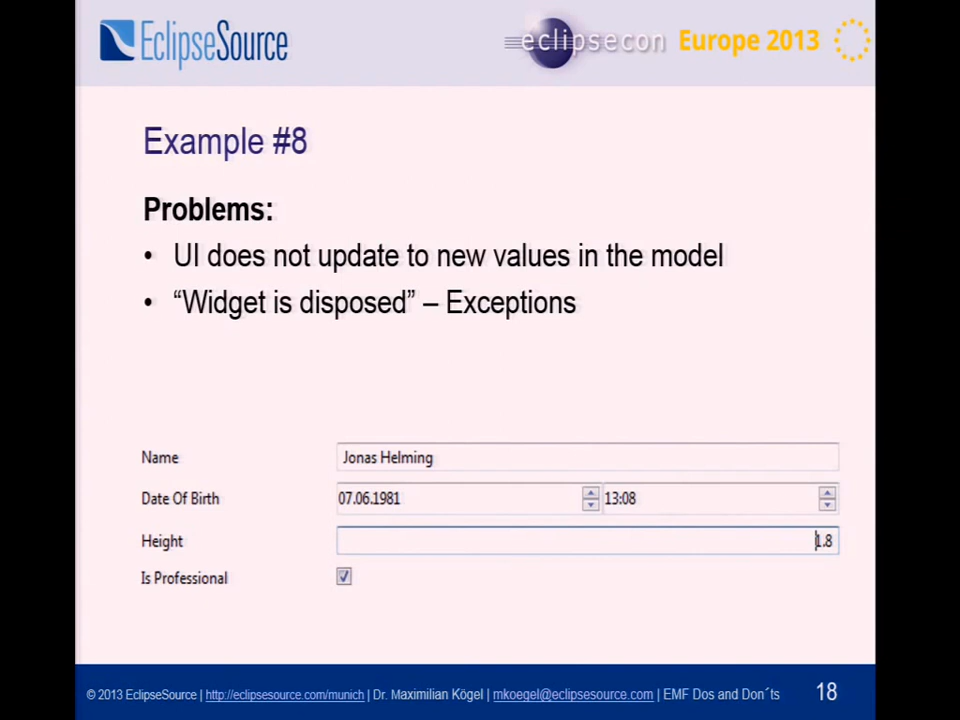 EclipseSource
eclipsecon Europe 2013
Example #8
Problems:
• UI does not update to new values in the model
• “Widget is disposed” – Exceptions
Name Jonas Helming
Date Of Birth 07.06.1981 13:08
Height 1.8
Is Professional
© 2013 EclipseSource | http://eclipsesource.com/munich | Dr. Maximilian Kögel | mkoegel@eclipsesource.com | EMF Dos and Don´ts 18